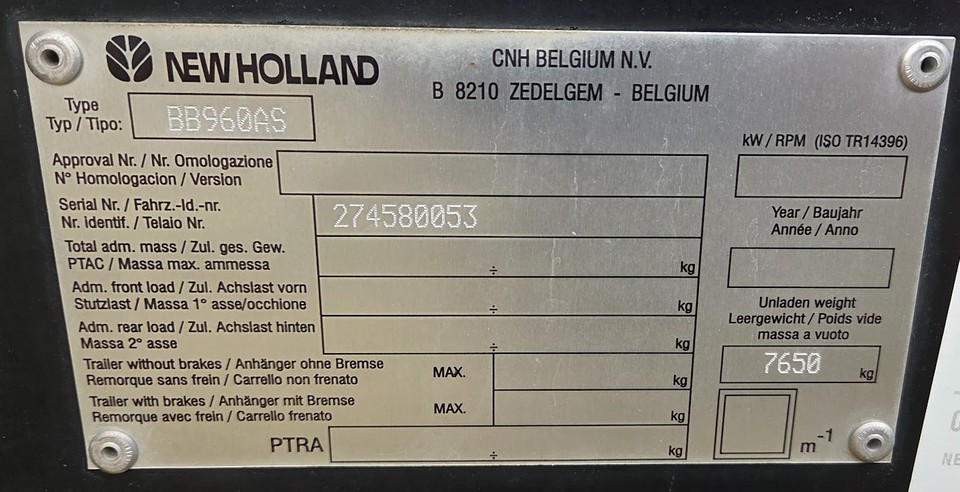 NEW HOLLAND
CNH BELGIUM N.V.
B 8210 ZEDELGEM - BELGIUM
Type
Typ / Tipo:
BB960AS
kW / RPM (ISO TR14396)
Approval Nr. / Nr. Omologazione
N° Homologacion / Version
Serial Nr. / Fahrz.-Id.-nr.
Nr. identif. / Telaio Nr.
274580053
Year / Baujahr
Année / Anno
Total adm. mass / Zul. ges. Gew.
PTAC / Massa max. ammessa
÷ kg
Adm. front load / Zul. Achslast vorn
Stutzlast / Massa 1° asse/occhione
÷ kg
Unladen weight
Leergewicht / Poids vide
massa a vuoto
7650 kg
Adm. rear load / Zul. Achslast hinten
Massa 2° asse
÷ kg
Trailer without brakes / Anhänger ohne Bremse
Remorque sans frein / Carrello non frenato
MAX. kg
Trailer with brakes / Anhänger mit Bremse
Remorque avec frein / Carrello frenato
MAX. kg
m-1
PTRA ÷ kg